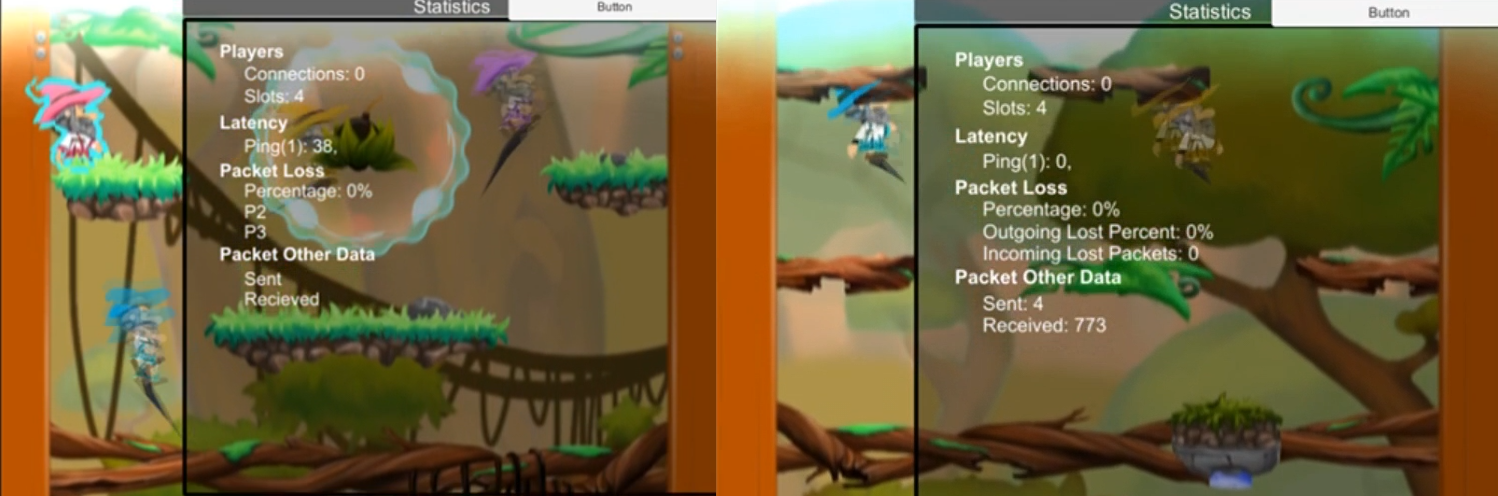 Statistics
Button
Players
Connections: 0
Slots: 4
Latency
Ping(1): 38,
Packet Loss
Percentage: 0%
P2
P3
Packet Other Data
Sent
Recieved
Statistics
Button
Players
Connections: 0
Slots: 4
Latency
Ping(1): 0,
Packet Loss
Percentage: 0%
Outgoing Lost Percent: 0%
Incoming Lost Packets: 0
Packet Other Data
Sent: 4
Received: 773